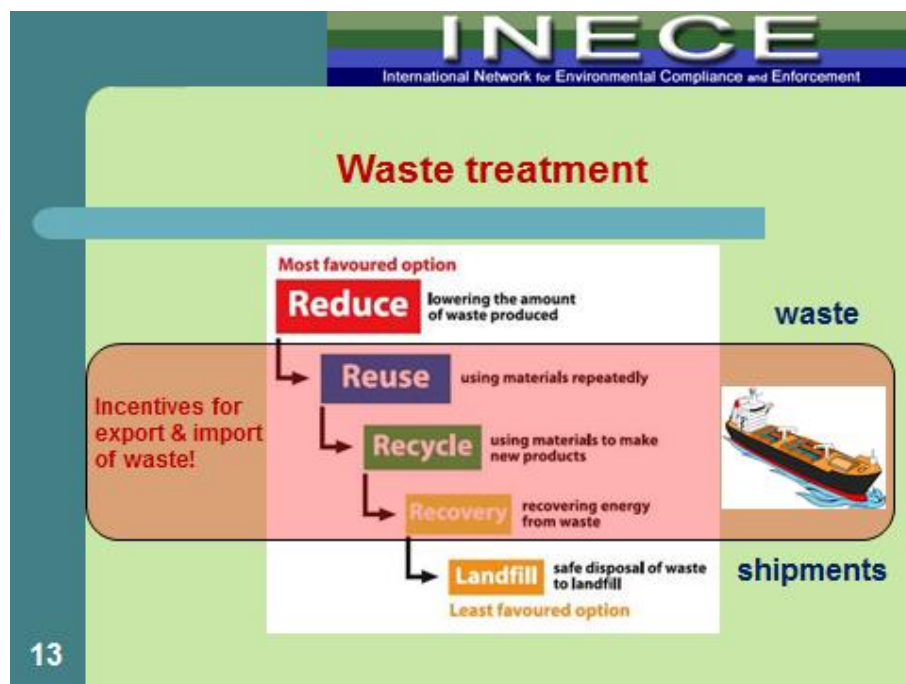 INECE
International Network for Environmental Compliance and Enforcement
Waste treatment
Most favoured option
Reduce
lowering the amount
of waste produced
waste
Reuse
using materials repeatedly
Incentives for
export & import
of waste!
Recycle
using materials to make
new products
Recovery
recovering energy
from waste
Landfill
safe disposal of waste
to landfill
shipments
Least favoured option
13